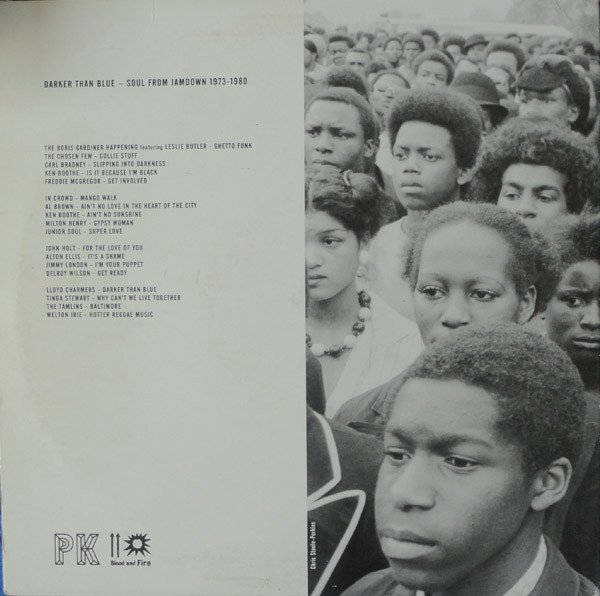 DARKER THAN BLUE — SOUL FROM JAMDOWN 1973-1980
THE BORIS GARDINER HAPPENING featuring LESLIE BUTLER - GHETTO FUNK
THE CHOSEN FEW - COLLIE STUFF
CARL BRADNEY - SLIPPING INTO DARKNESS
KEN BOOTHE - IS IT BECAUSE I'M BLACK
FREDDIE MCGREGOR - GET INVOLVED
IN CROWD - MANGO WALK
AL BROWN - AIN'T NO LOVE IN THE HEART OF THE CITY
KEN BOOTHE - AIN'T NO SUNSHINE
MILTON HENRY - GYPSY WOMAN
JUNIOR SOUL - SUPER LOVE
JOHN HOLT - FOR THE LOVE OF YOU
ALTON ELLIS - IT'S A SHAME
JIMMY LONDON - I'M YOUR PUPPET
DELROY WILSON - GET READY
LLOYD CHARMERS - DARKER THAN BLUE
TINGA STEWART - WHY CAN'T WE LIVE TOGETHER
THE TAMLINS - BALTIMORE
WELTON IRIE - HOTTER REGGAE MUSIC
PK
Blood and Fire
Chris Steele-Perkins